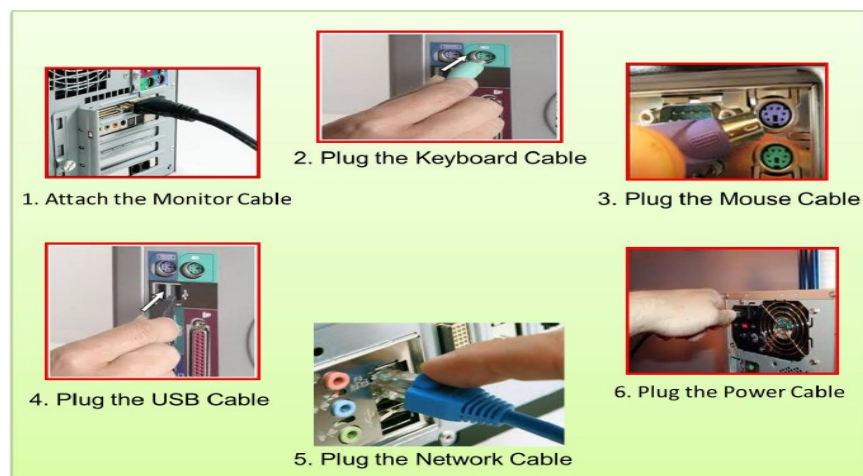 1. Attach the Monitor Cable
2. Plug the Keyboard Cable
3. Plug the Mouse Cable
4. Plug the USB Cable
5. Plug the Network Cable
6. Plug the Power Cable